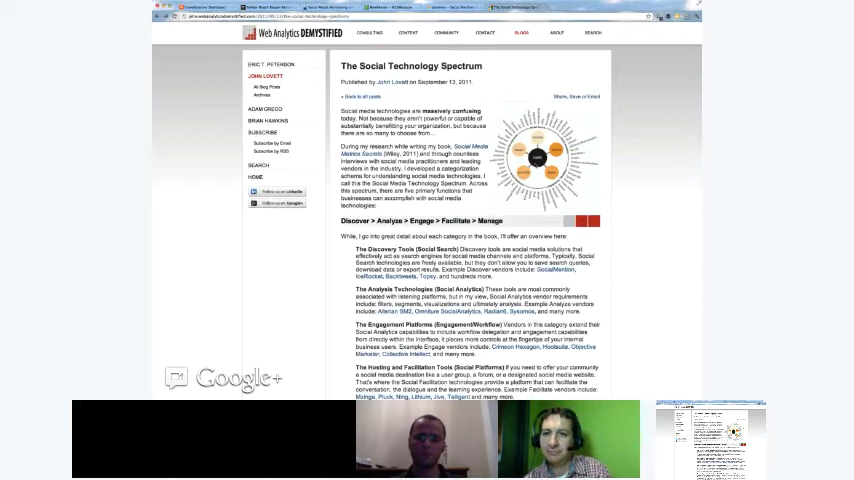 john.webanalyticsdemystified.com/2011/09/13/the-social-technology-spectrum/
Web Analytics DEMYSTIFIED
CONSULTING CONTENT COMMUNITY CONTACT BLOGS ABOUT SEARCH
ERIC T. PETERSON
JOHN LOVETT
All Blog Posts
Archives
ADAM GRECO
BRIAN HAWKINS
SUBSCRIBE
Subscribe by Email
Subscribe by RSS
SEARCH
HOME
Follow us on LinkedIn
Follow us on Google+
The Social Technology Spectrum
Published by John Lovett on September 13, 2011
« Back to all posts
Share, Save or Email
Social media technologies are massively confusing
today. Not because they aren't powerful or capable of
substantially benefiting your organization, but because
there are so many to choose from...
During my research while writing my book, Social Media
Metrics Secrets (Wiley, 2011) and through countless
interviews with social media practitioners and leading
vendors in the industry, I developed a categorization
schema for understanding social media technologies. I
call this the Social Media Technology Spectrum. Across
this spectrum, there are five primary functions that
businesses can accomplish with social media
technologies:
Discover > Analyze > Engage > Facilitate > Manage
While, I go into great detail about each category in the book, I'll offer an overview here:
The Discovery Tools (Social Search) Discovery tools are social media solutions that
effectively act as search engines for social media channels and platforms. Typically, Social
Search technologies are freely available, but they don't allow you to save search queries,
download data or export results. Example Discover vendors include: SocialMention,
IceRocket, Backtweets, Topsy, and hundreds more.
The Analysis Technologies (Social Analytics) These tools are most commonly
associated with listening platforms, but in my view, Social Analytics vendor requirements
include: filters, segments, visualizations and ultimately analysis. Example Analyze vendors
include: Alterian SM2, Omniture SocialAnalytics, Radian6, Sysomos, and many more.
The Engagement Platforms (Engagement/Workflow) Vendors in this category extend their
Social Analytics capabilities to include workflow delegation and engagement capabilities
from directly within the interface, it places more controls at the fingertips of your internal
business users. Example Engage vendors include: Crimson Hexagon, Hootsuite, Objective
Marketer, Collective Intellect, and many more.
The Hosting and Facilitation Tools (Social Platforms) If you need to offer your community
a social media destination like a user group, a forum, or a designated social media website.
That's where the Social Facilitation technologies provide a platform that can facilitate the
conversation, the dialogue and the learning experience. Example Facilitate vendors include:
Mzinga, Pluck, Ning, Lithium, Jive, Telligent and many more.
Google+